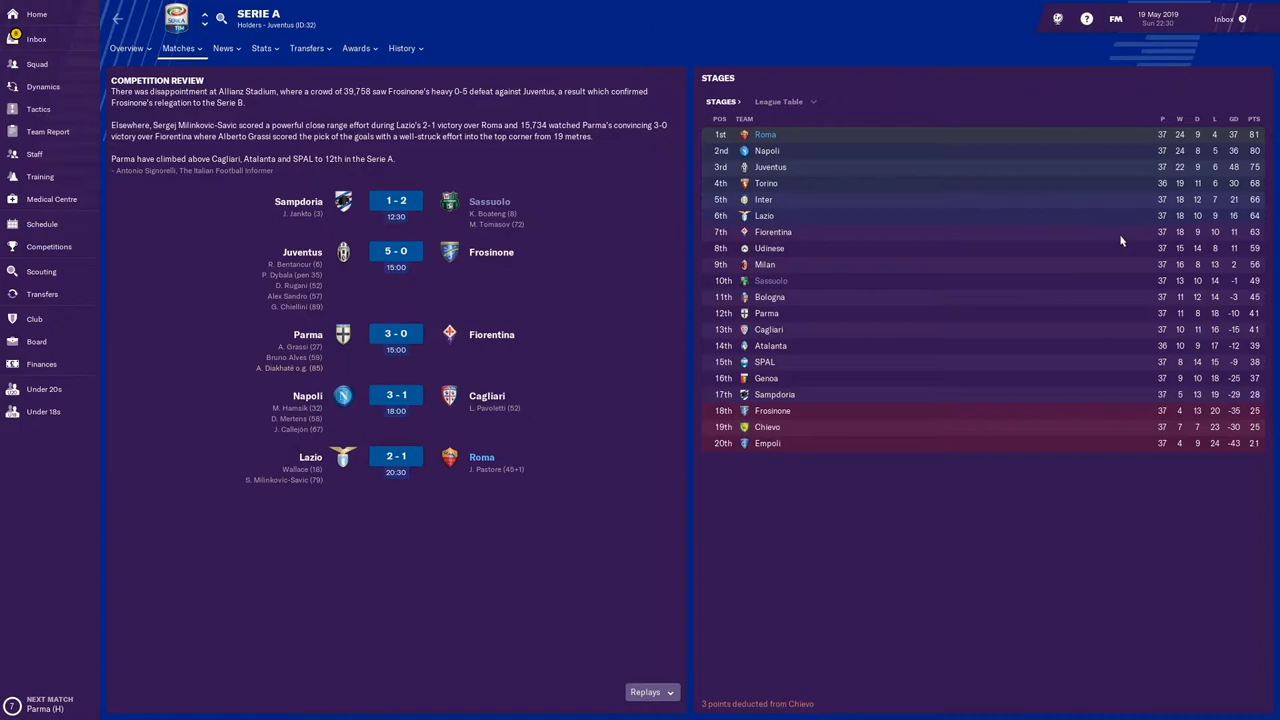 Home
Inbox
Squad
Dynamics
Tactics
Team Report
Staff
Training
Medical Centre
Schedule
Competitions
Scouting
Transfers
Club
Board
Finances
Under 20s
Under 18s
7
NEXT MATCH
Parma (H)
SERIE A
Holders - Juventus (ID:32)
SERIE A
TIM
?
FM
19 May 2019
Sun 22:30
Inbox
Overview Matches News Stats Transfers Awards History
COMPETITION REVIEW
There was disappointment at Allianz Stadium, where a crowd of 39,758 saw Frosinone's heavy 0-5 defeat against Juventus, a result which confirmed
Frosinone's relegation to the Serie B.
Elsewhere, Sergej Milinkovic-Savic scored a powerful close range effort during Lazio's 2-1 victory over Roma and 15,734 watched Parma's convincing 3-0
victory over Fiorentina where Alberto Grassi scored the pick of the goals with a well-struck effort into the top corner from 19 metres.
Parma have climbed above Cagliari, Atalanta and SPAL to 12th in the Serie A.
- Antonio Signorelli, The Italian Football Informer
Sampdoria 1 - 2 Sassuolo
J. Jankto (3) 12:30 K. Boateng (8)
M. Tomasov (72)
Juventus 5 - 0 Frosinone
R. Bentancur (6) 15:00
P. Dybala (pen 35)
D. Rugani (52)
Alex Sandro (57)
G. Chiellini (89)
Parma 3 - 0 Fiorentina
A. Grassi (27) 15:00
Bruno Alves (59)
A. Diakhaté o.g. (85)
Napoli 3 - 1 Cagliari
M. Hamsik (32) 18:00 L. Pavoletti (52)
D. Mertens (58)
J. Callejón (67)
Lazio 2 - 1 Roma
Wallace (18) 20:30 J. Pastore (45+1)
S. Milinkovic-Savic (79)
Replays
STAGES
STAGES › League Table
POS TEAM P W D L GD PTS
1st Roma 37 24 9 4 37 81
2nd Napoli 37 24 8 5 36 80
3rd Juventus 37 22 9 6 48 75
4th Torino 36 19 11 6 30 68
5th Inter 37 18 12 7 21 66
6th Lazio 37 18 10 9 16 64
7th Fiorentina 37 18 9 10 11 63
8th Udinese 37 15 14 8 11 59
9th Milan 37 16 8 13 2 56
10th Sassuolo 37 13 10 14 -1 49
11th Bologna 37 11 12 14 -3 45
12th Parma 37 11 8 18 -10 41
13th Cagliari 37 10 11 16 -15 41
14th Atalanta 36 10 9 17 -12 39
15th SPAL 37 8 14 15 -9 38
16th Genoa 37 9 10 18 -25 37
17th Sampdoria 37 5 13 19 -29 28
18th Frosinone 37 4 13 20 -35 25
19th Chievo 37 7 7 23 -30 25
20th Empoli 37 4 9 24 -43 21
3 points deducted from Chievo